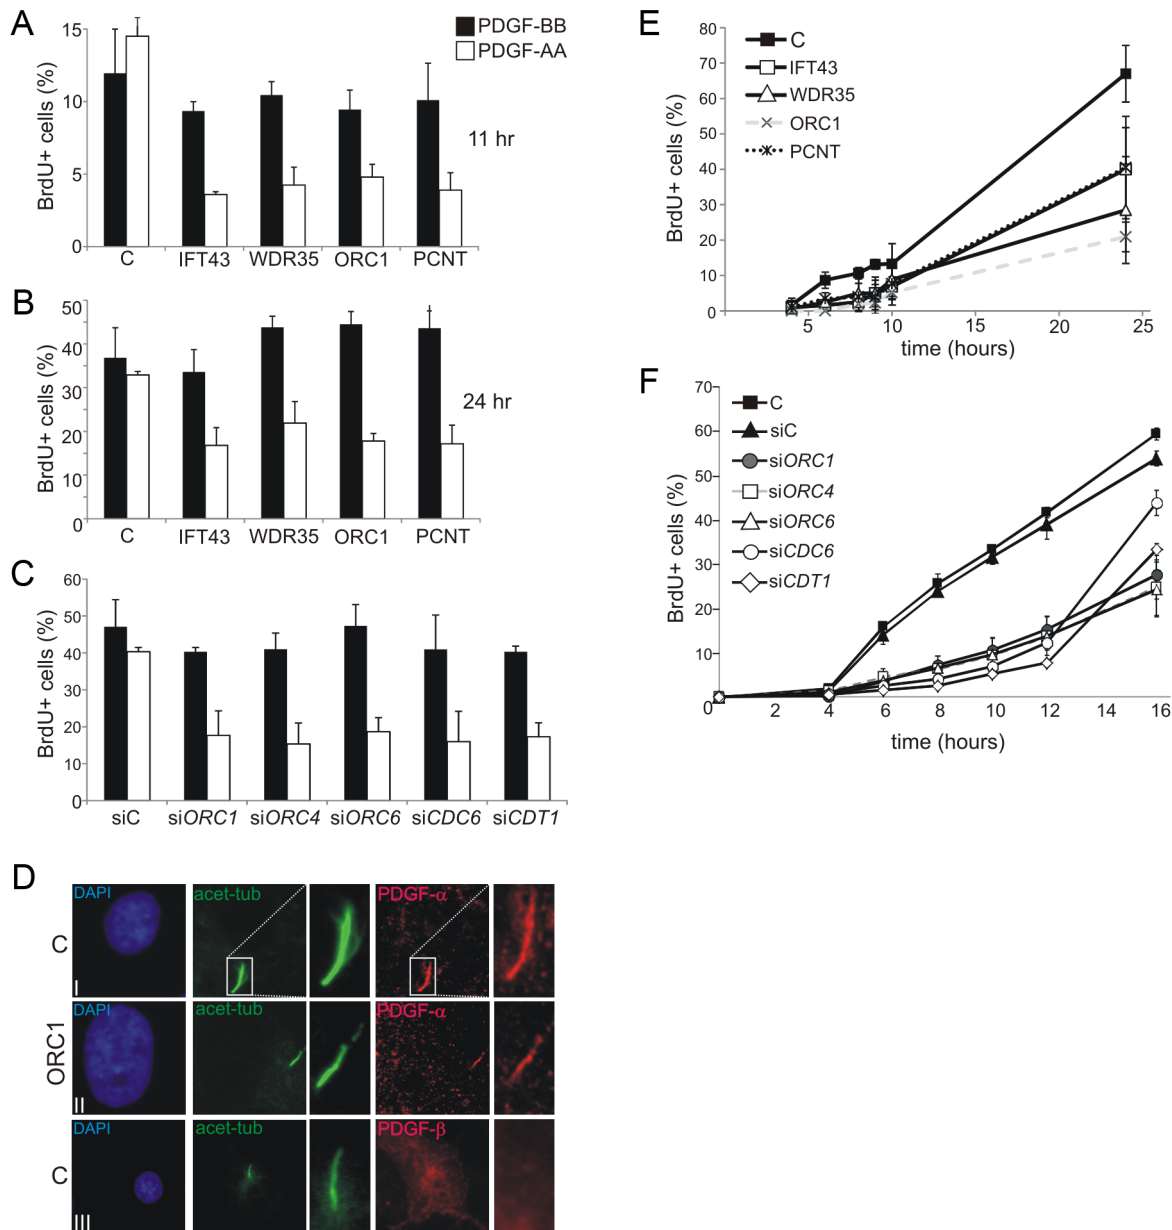 A
15
10
5
0
BrdU+ cells (%)
PDGF-BB
PDGF-AA
11 hr
C IFT43 WDR35 ORC1 PCNT
B
50
40
30
20
10
0
BrdU+ cells (%)
24 hr
C IFT43 WDR35 ORC1 PCNT
C
60
50
40
30
20
10
0
BrdU+ cells (%)
siC siORC1 siORC4 siORC6 siCDC6 siCDT1
D
C
DAPI acet-tub PDGF-α
I
ORC1
DAPI acet-tub PDGF-α
II
C
DAPI acet-tub PDGF-β
III
E
80
70
60
50
40
30
20
10
0
BrdU+ cells (%)
C
IFT43
WDR35
ORC1
PCNT
5 10 15 20 25
time (hours)
F
70
60
50
40
30
20
10
0
BrdU+ cells (%)
C
siC
siORC1
siORC4
siORC6
siCDC6
siCDT1
2 4 6 8 10 12 14 16
time (hours)